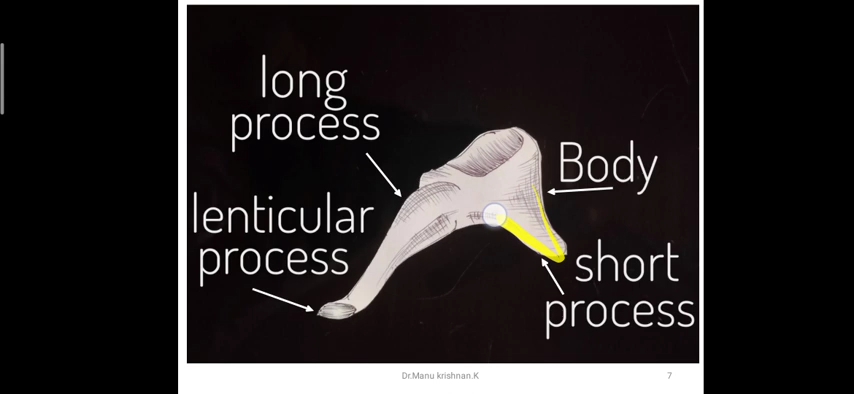 long
process
Body
lenticular
process
short
process
Dr.Manu krishnan.K
7